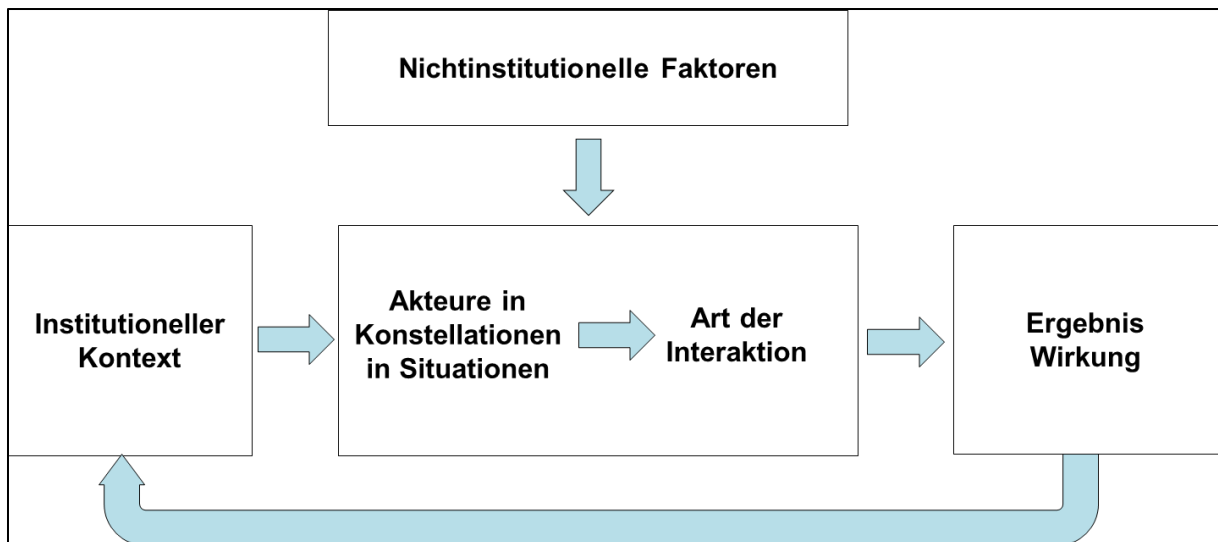 Nichtinstitutionelle Faktoren
Institutioneller
Kontext
Akteure in
Konstellationen
in Situationen
Art der
Interaktion
Ergebnis
Wirkung